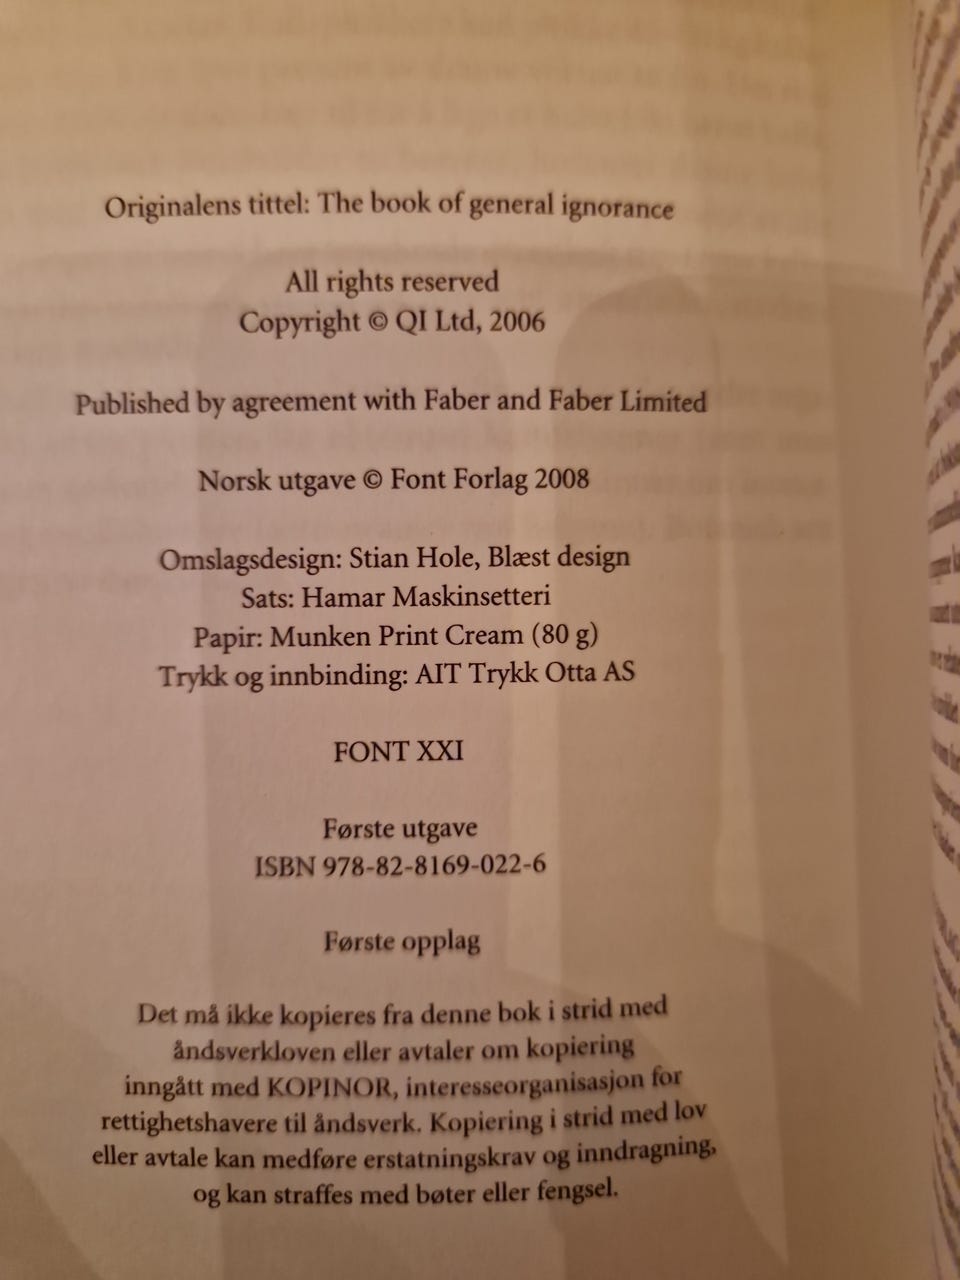 Originalens tittel: The book of general ignorance
All rights reserved
Copyright © QI Ltd, 2006
Published by agreement with Faber and Faber Limited
Norsk utgave © Font Forlag 2008
Omslagsdesign: Stian Hole, Blæst design
Sats: Hamar Maskinsetteri
Papir: Munken Print Cream (80 g)
Trykk og innbinding: AIT Trykk Otta AS
FONT XXI
Første utgave
ISBN 978-82-8169-022-6
Første opplag
Det må ikke kopieres fra denne bok i strid med
åndsverkloven eller avtaler om kopiering
inngått med KOPINOR, interesseorganisasjon for
rettighetshavere til åndsverk. Kopiering i strid med lov
eller avtale kan medføre erstatningskrav og inndragning,
og kan straffes med bøter eller fengsel.